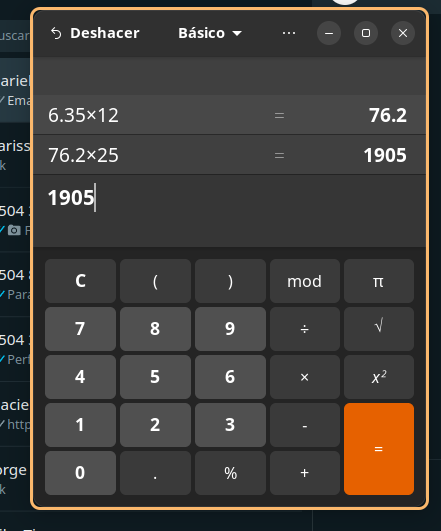 Deshacer Básico ...
uscar
ariel
Ema
6.35×12 = 76.2
ariss
76.2×25 = 1905
k
1905
504
504
Para
504
Perf
acie
http
orge
k
C ( ) mod π
7 8 9 ÷ √
4 5 6 × x²
1 2 3 -
=
0 . % +